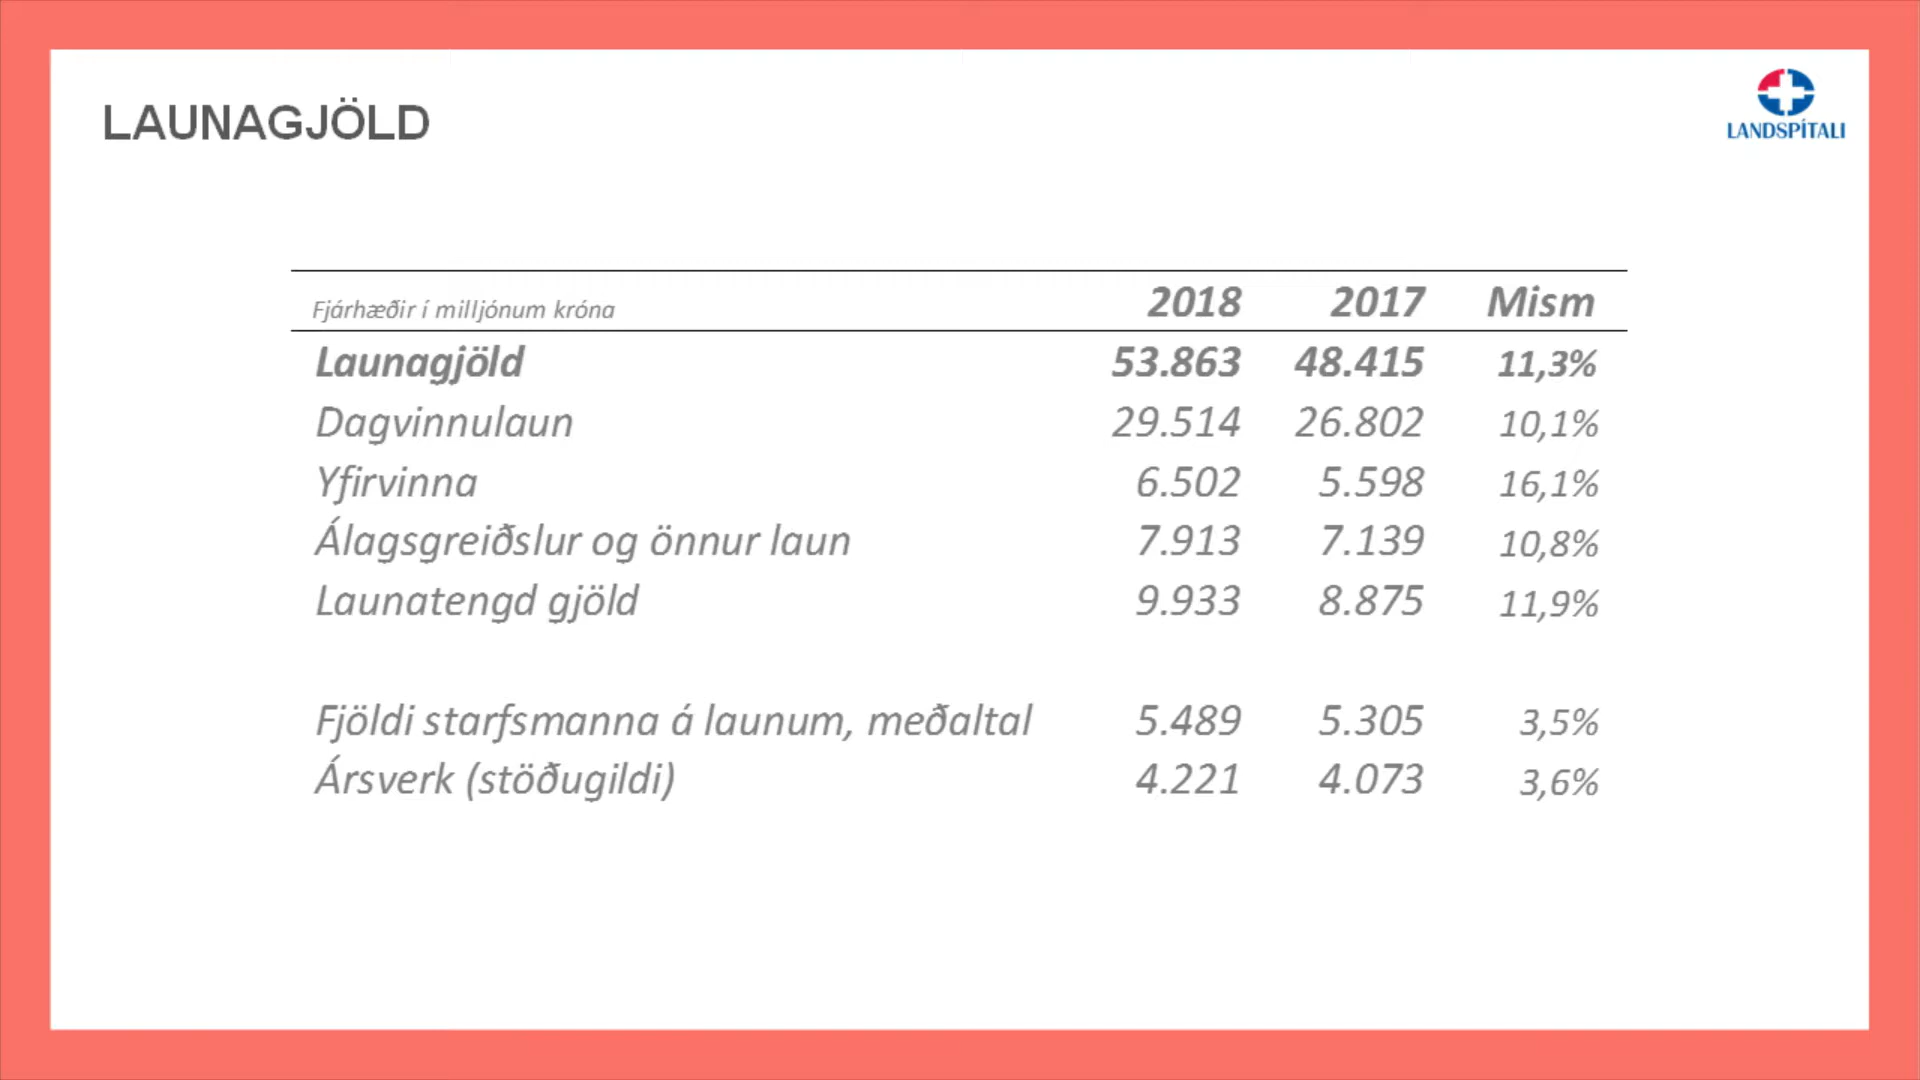 LAUNAGJÖLD
LANDSPÍTALI
Fjárhæðir í milljónum króna 2018 2017 Mism
Launagjöld 53.863 48.415 11,3%
Dagvinnulaun 29.514 26.802 10,1%
Yfirvinna 6.502 5.598 16,1%
Álagsgreiðslur og önnur laun 7.913 7.139 10,8%
Launatengd gjöld 9.933 8.875 11,9%
Fjöldi starfsmanna á launum, meðaltal 5.489 5.305 3,5%
Ársverk (stöðugildi) 4.221 4.073 3,6%